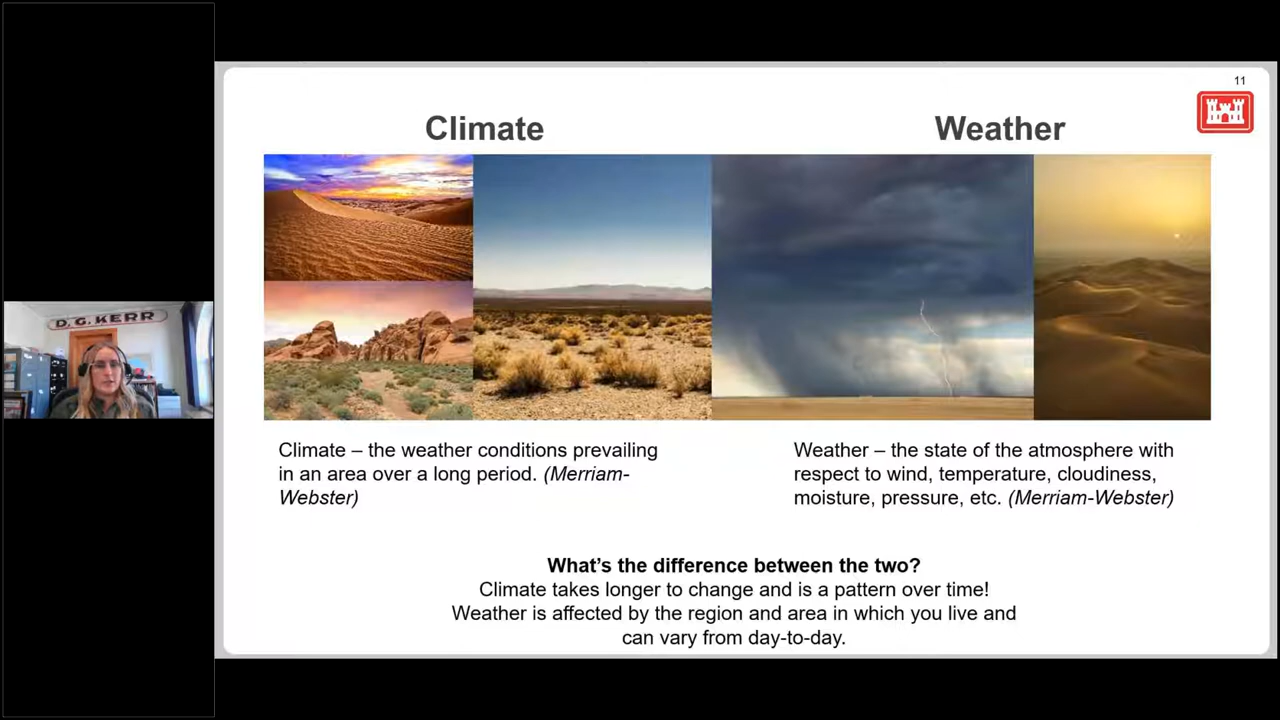 11
Climate
Weather
D. G. KERR
Climate – the weather conditions prevailing
in an area over a long period. (Merriam-
Webster)
Weather – the state of the atmosphere with
respect to wind, temperature, cloudiness,
moisture, pressure, etc. (Merriam-Webster)
What’s the difference between the two?
Climate takes longer to change and is a pattern over time!
Weather is affected by the region and area in which you live and
can vary from day-to-day.